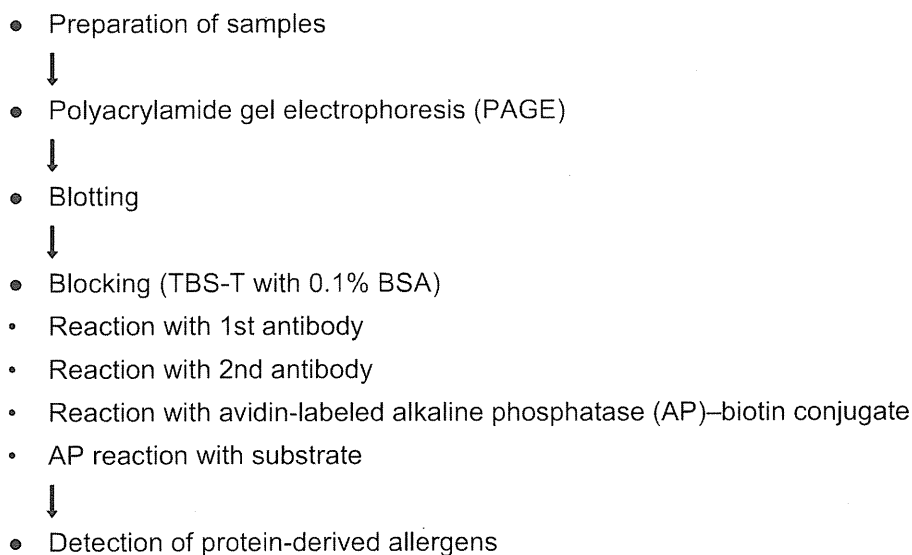 ● Preparation of samples
↓
● Polyacrylamide gel electrophoresis (PAGE)
↓
● Blotting
↓
● Blocking (TBS-T with 0.1% BSA)
• Reaction with 1st antibody
• Reaction with 2nd antibody
• Reaction with avidin-labeled alkaline phosphatase (AP)–biotin conjugate
• AP reaction with substrate
↓
● Detection of protein-derived allergens